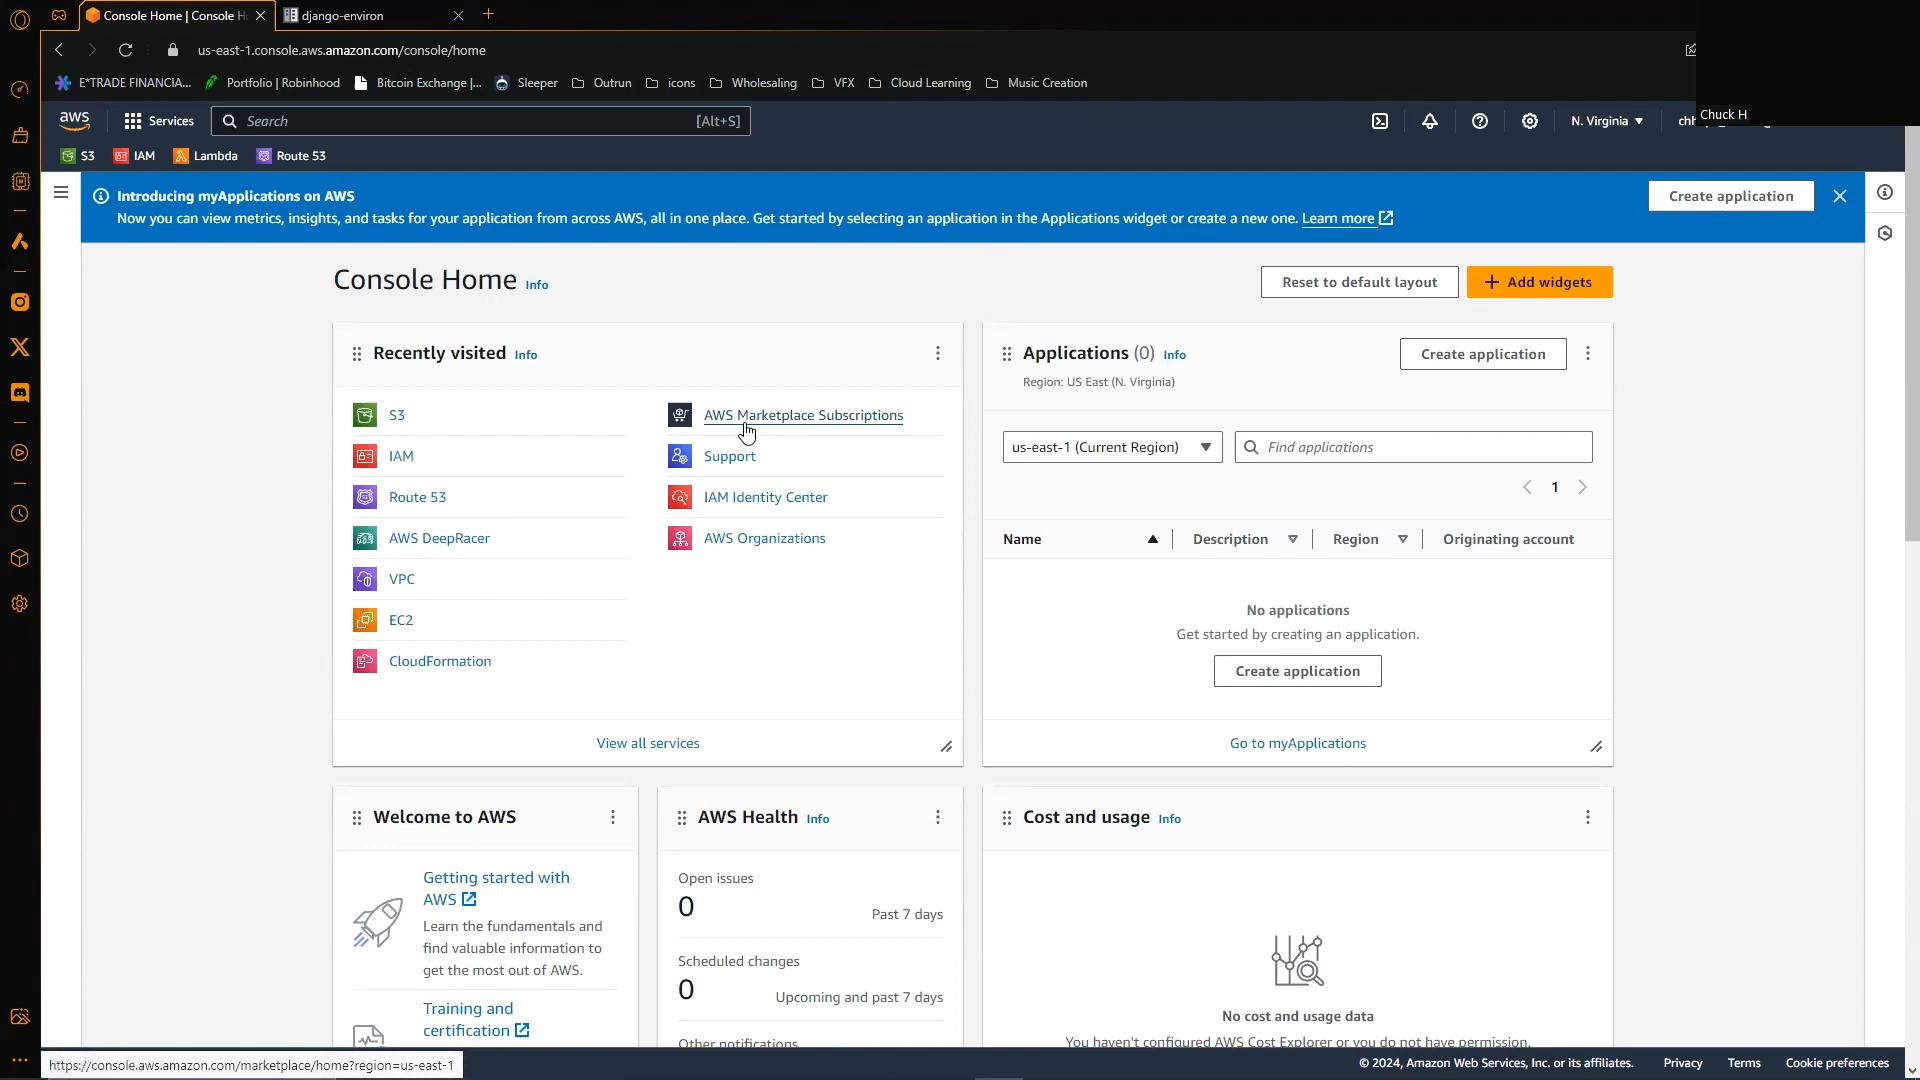 Console Home | Console H
django-environ
us-east-1.console.aws.amazon.com/console/home
E*TRADE FINANCIA...
Portfolio | Robinhood
Bitcoin Exchange |...
Sleeper
Outrun
icons
Wholesaling
VFX
Cloud Learning
Music Creation
Chuck H
aws
Services
Search
[Alt+S]
N. Virginia
S3
IAM
Lambda
Route 53
Introducing myApplications on AWS
Now you can view metrics, insights, and tasks for your application from across AWS, all in one place. Get started by selecting an application in the Applications widget or create a new one. Learn more
Create application
Console Home Info
Reset to default layout
Add widgets
Recently visited Info
S3
IAM
Route 53
AWS DeepRacer
VPC
EC2
CloudFormation
AWS Marketplace Subscriptions
Support
IAM Identity Center
AWS Organizations
View all services
Applications (0) Info
Region: US East (N. Virginia)
Create application
us-east-1 (Current Region)
Find applications
1
Name
Description
Region
Originating account
No applications
Get started by creating an application.
Create application
Go to myApplications
Welcome to AWS
Getting started with
AWS
Learn the fundamentals and
find valuable information to
get the most out of AWS.
Training and
certification
AWS Health Info
Open issues
0
Past 7 days
Scheduled changes
0
Upcoming and past 7 days
Other notifications
Cost and usage Info
No cost and usage data
You haven't configured AWS Cost Explorer or you do not have permission.
https://console.aws.amazon.com/marketplace/home?region=us-east-1
© 2024, Amazon Web Services, Inc. or its affiliates.
Privacy
Terms
Cookie preferences